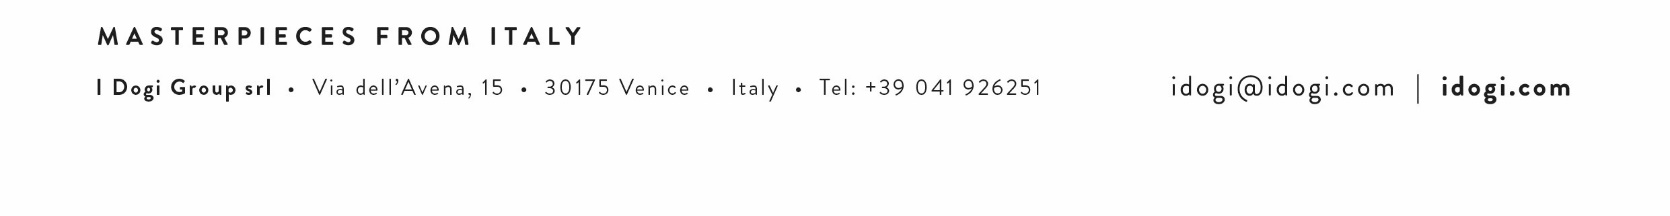 MASTERPIECES FROM ITALY
I Dogi Group srl • Via dell'Avena, 15 • 30175 Venice • Italy • Tel: +39 041 926251 idogi@idogi.com | idogi.com